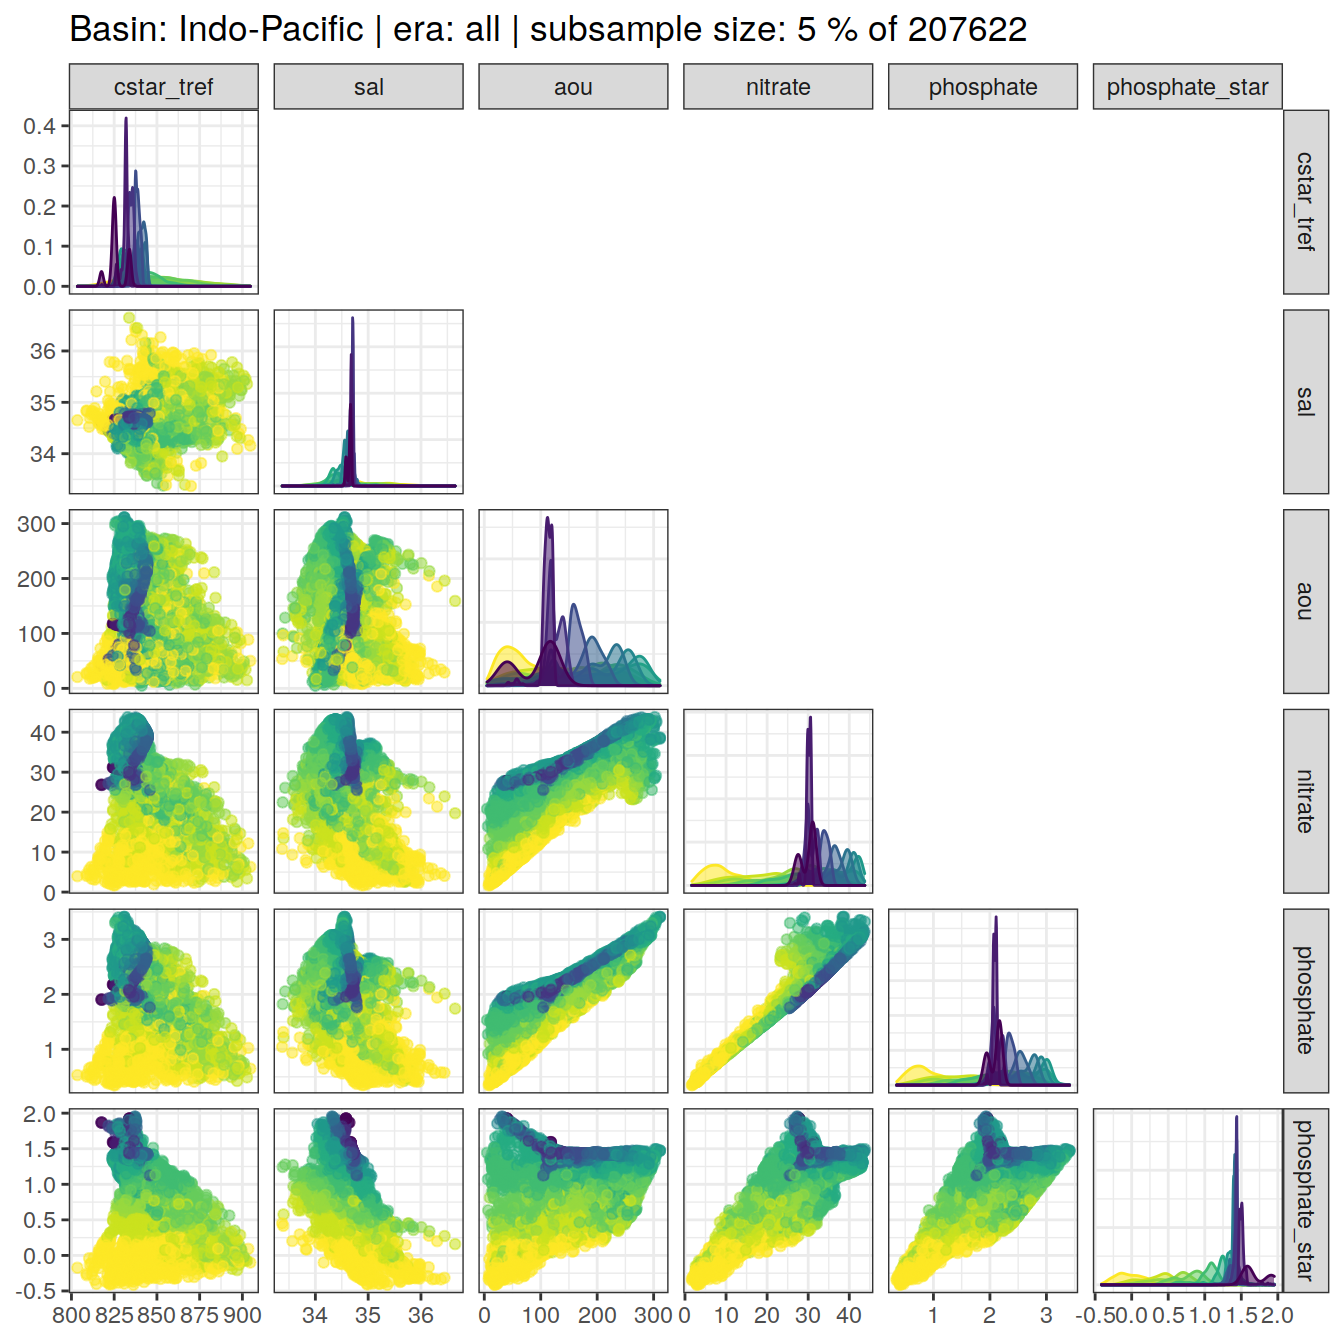 Basin: Indo-Pacific | era: all | subsample size: 5 % of 207622
cstar_tref sal aou nitrate phosphate phosphate_star
0.4
0.3
0.2
0.1
0.0
cstar_tref
36
35
34
sal
300
200
100
0
aou
40
30
20
10
0
nitrate
3
2
1
phosphate
2.0
1.5
1.0
0.5
0.0
-0.5
phosphate_star
800 825 850 875 900 34 35 36 0 100 200 300 0 10 20 30 40 1 2 3 -0.5 0.0 0.5 1.0 1.5 2.0